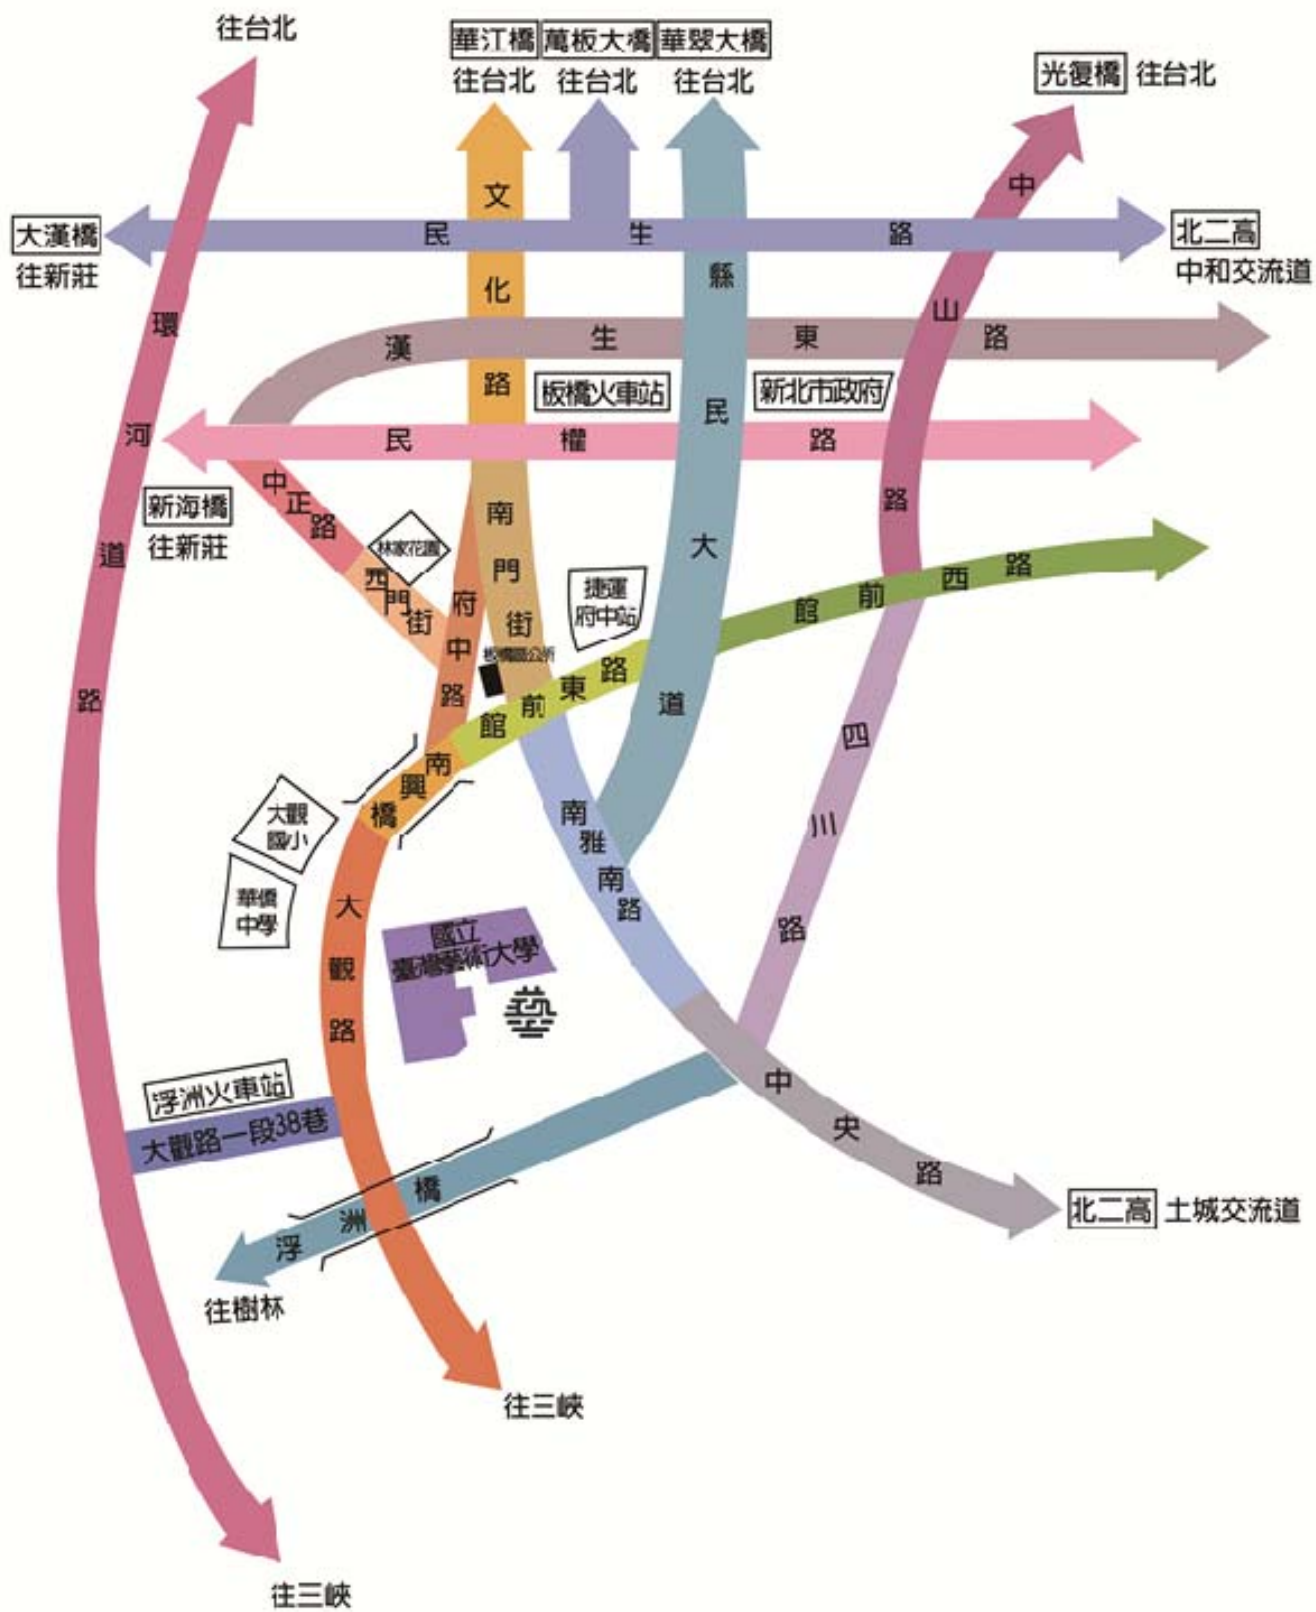 往台北
華江橋
萬板大橋
華翠大橋
往台北
往台北
往台北
光復橋 往台北
大漢橋
往新莊
民生路
北二高
中和交流道
文化路
縣民大道
中山路
環河道路
漢生東路
板橋火車站
新北市政府
民權路
新海橋
往新莊
中正路
林家花園
西門街
府中路
南門街
板橋區公所
捷運
府中站
館前東路
館前西路
四川路
南興橋
大觀
國小
華僑
中學
大觀路
國立
臺灣藝術大學
藝
南雅南路
中央路
北二高 土城交流道
浮洲火車站
大觀路一段38巷
浮洲橋
往樹林
往三峽
往三峽